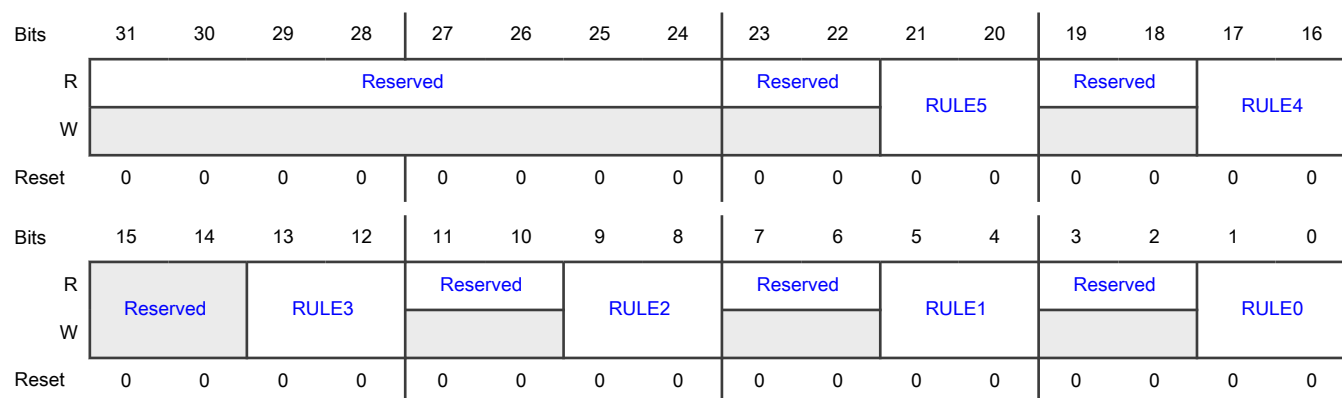 Bits 31 30 29 28 27 26 25 24 23 22 21 20 19 18 17 16
R Reserved Reserved RULE5 Reserved RULE4
W
Reset 0 0 0 0 0 0 0 0 0 0 0 0 0 0 0 0
Bits 15 14 13 12 11 10 9 8 7 6 5 4 3 2 1 0
R Reserved RULE3 Reserved RULE2 Reserved RULE1 Reserved RULE0
W
Reset 0 0 0 0 0 0 0 0 0 0 0 0 0 0 0 0